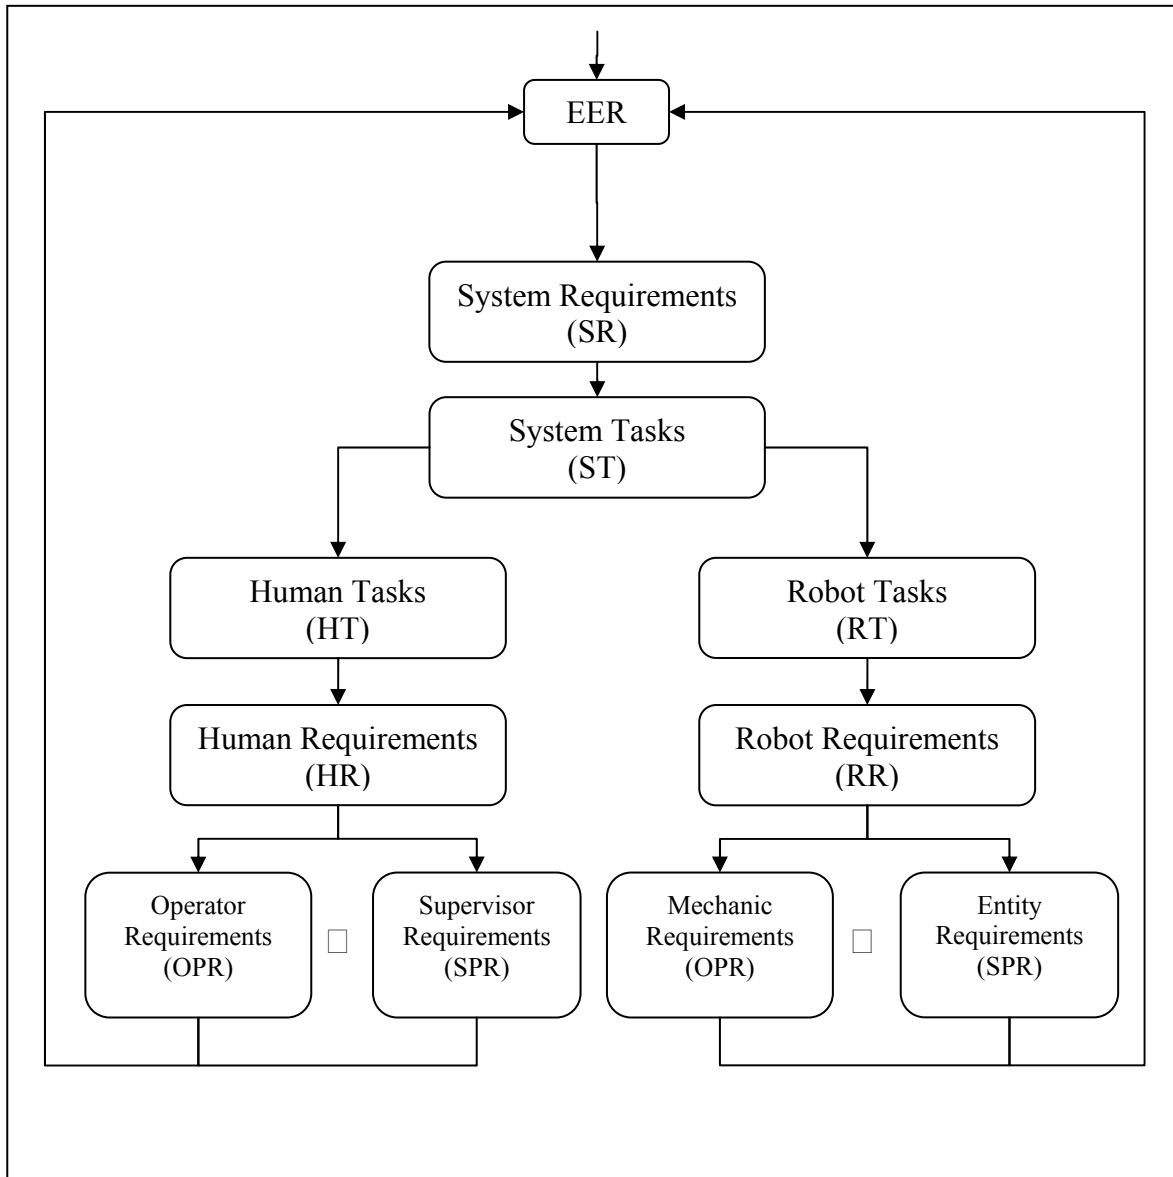 EER
System Requirements
(SR)
System Tasks
(ST)
Human Tasks
(HT)
Robot Tasks
(RT)
Human Requirements
(HR)
Robot Requirements
(RR)
Operator
Requirements
(OPR)
Supervisor
Requirements
(SPR)
Mechanic
Requirements
(OPR)
Entity
Requirements
(SPR)